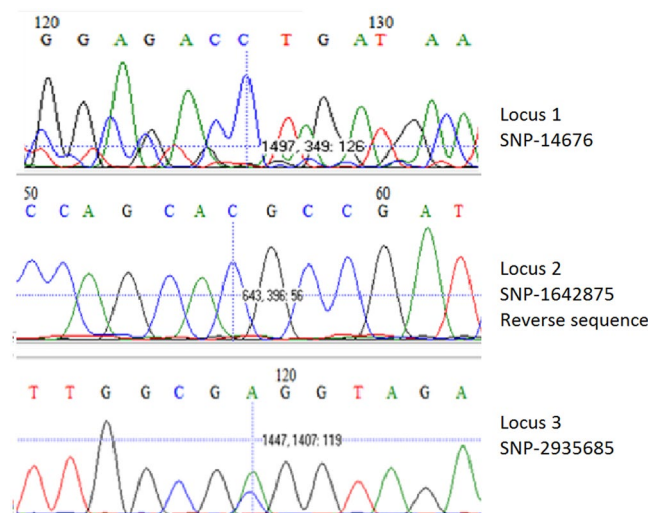 120 130
G G A G A C C T G A T A A
1497, 349: 126
Locus 1
SNP-14676
50 60
C C A G C A C G C C G A T
643, 396: 56
Locus 2
SNP-1642875
Reverse sequence
120
T T G G C G A G G T A G A
1447, 1407: 119
Locus 3
SNP-2935685